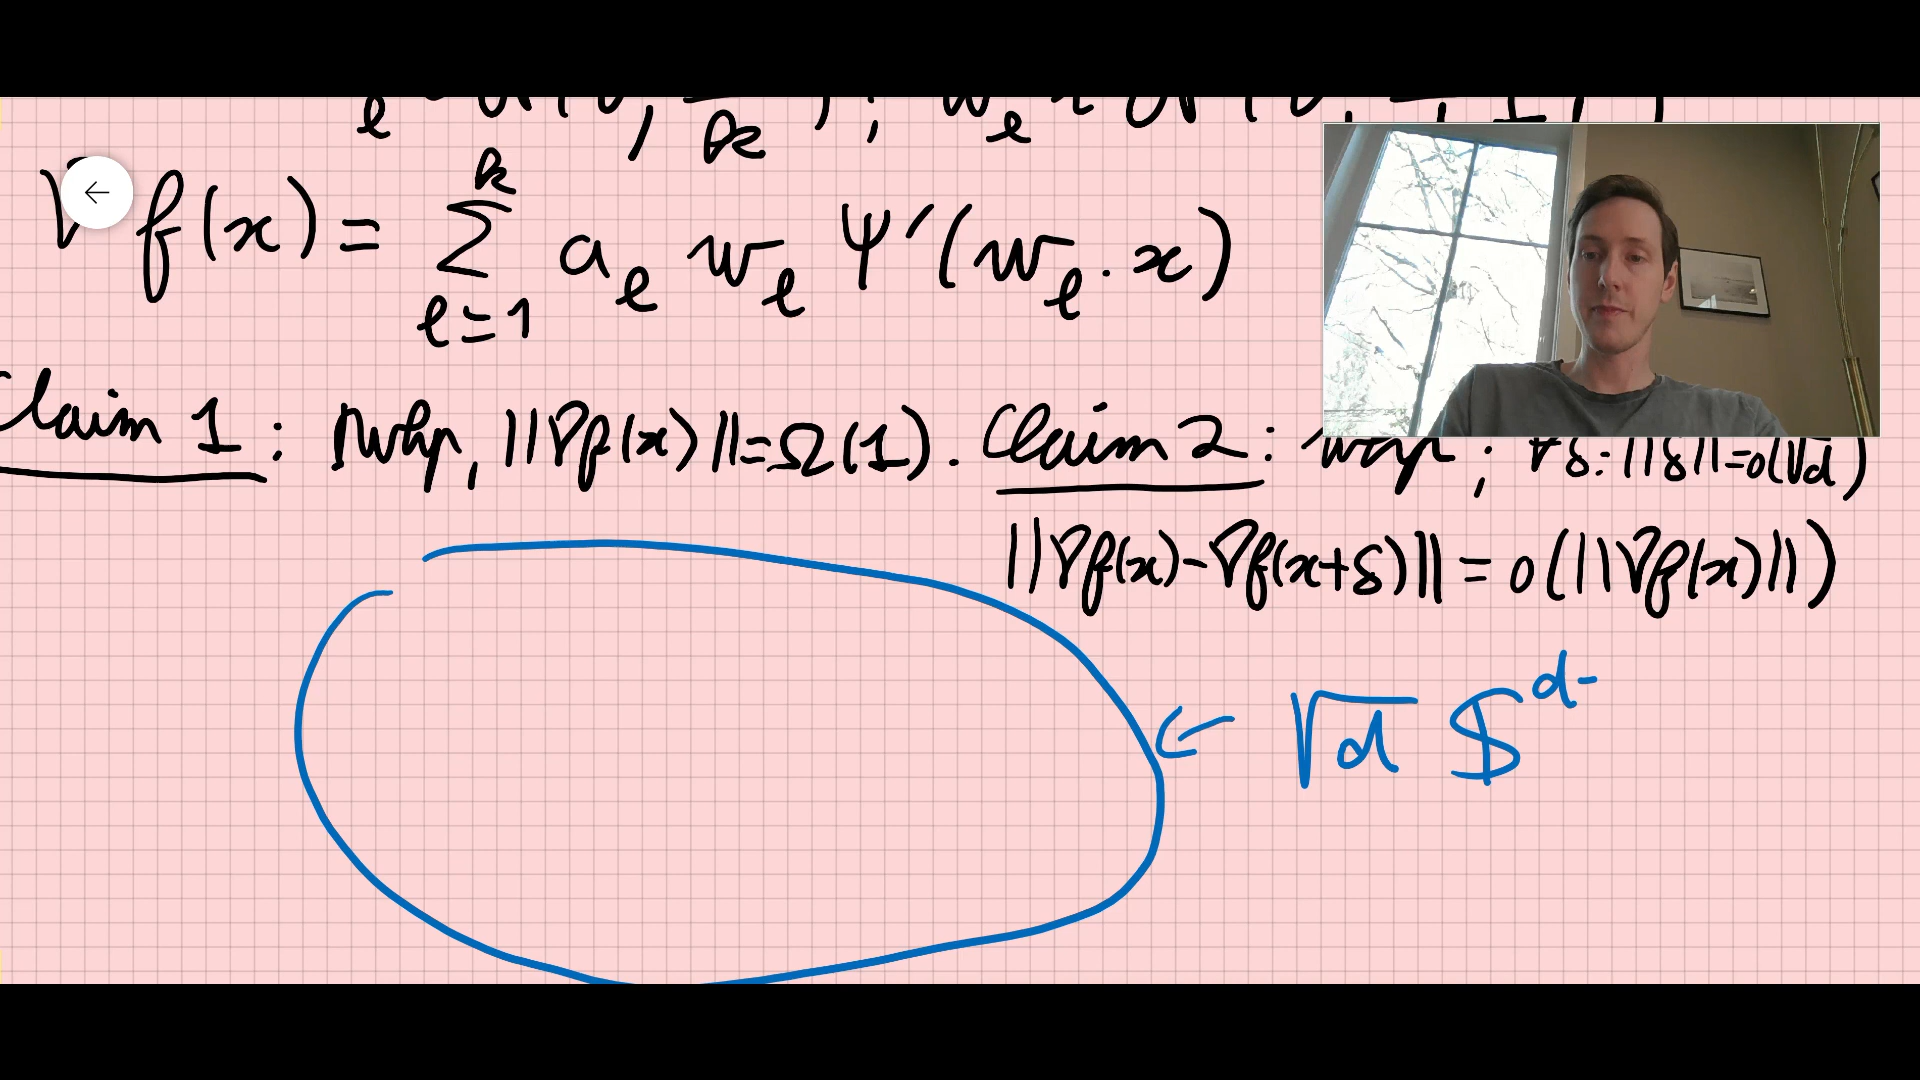 ∇f(x) = Σ_{ℓ=1}^{k} a_ℓ w_ℓ ψ′(w_ℓ · x)
Claim 1 : Whp, ||∇f(x)|| = Ω(1). Claim 2 : whp, ∀δ: ||δ|| = o(√d)
||∇f(x) - ∇f(x+δ)|| = o(||∇f(x)||)
← √d 𝕊^{d-